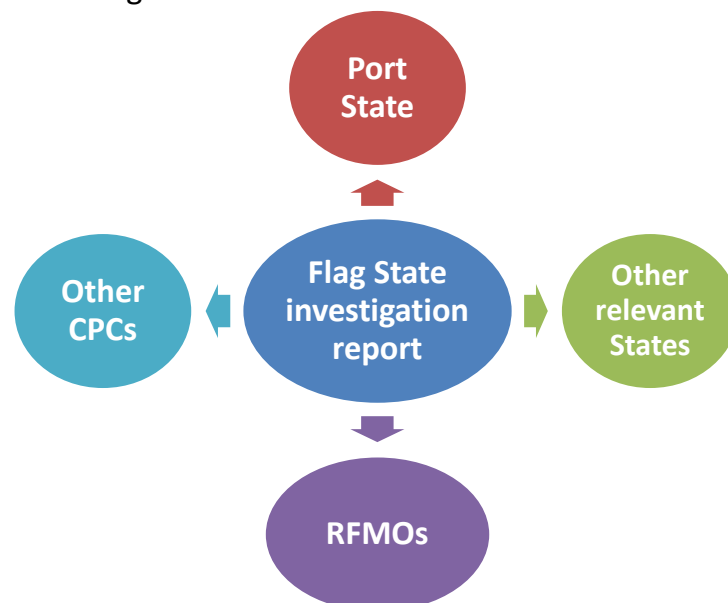 Port
State
Other
CPCs
Flag State
investigation
report
Other
relevant
States
RFMOs